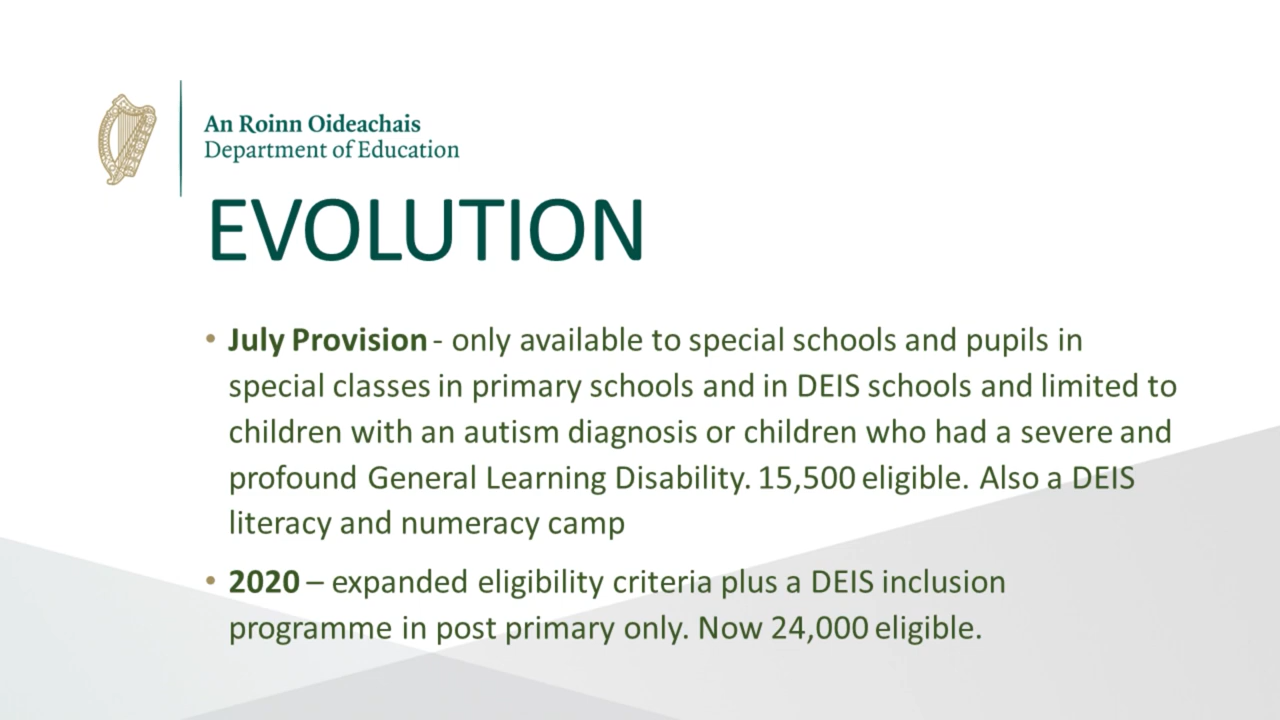 An Roinn Oideachais
Department of Education
EVOLUTION
• July Provision - only available to special schools and pupils in
special classes in primary schools and in DEIS schools and limited to
children with an autism diagnosis or children who had a severe and
profound General Learning Disability. 15,500 eligible. Also a DEIS
literacy and numeracy camp
• 2020 – expanded eligibility criteria plus a DEIS inclusion
programme in post primary only. Now 24,000 eligible.